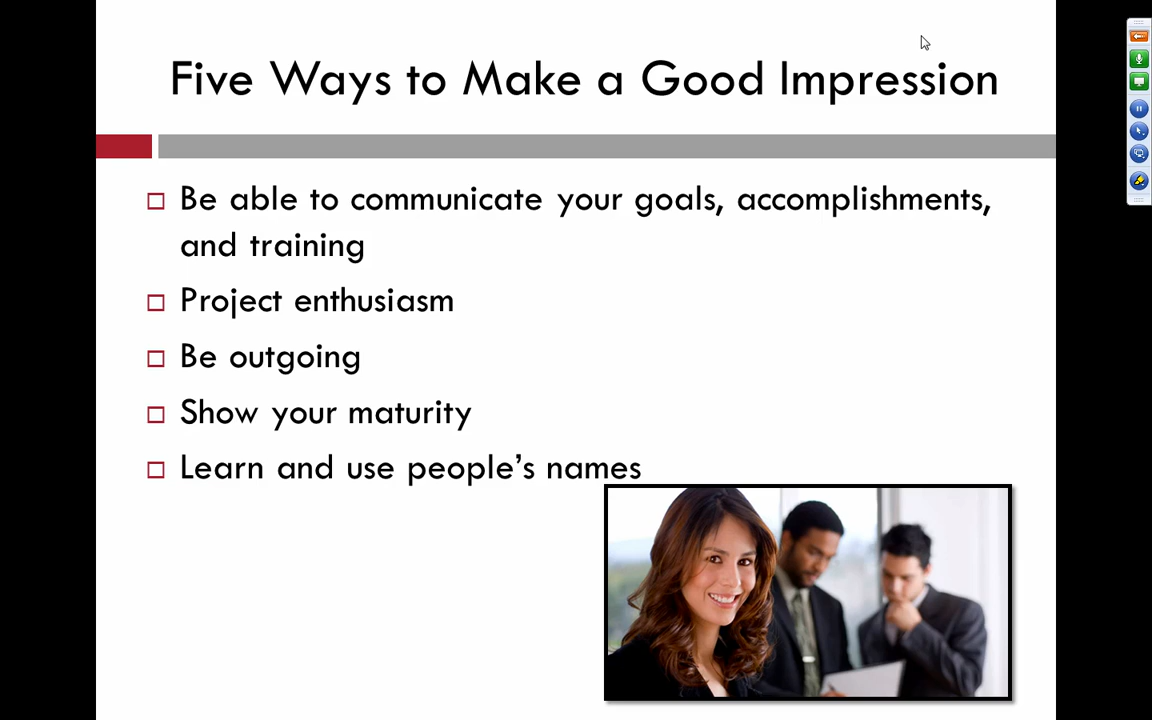 Five Ways to Make a Good Impression
Be able to communicate your goals, accomplishments,
and training
Project enthusiasm
Be outgoing
Show your maturity
Learn and use people’s names